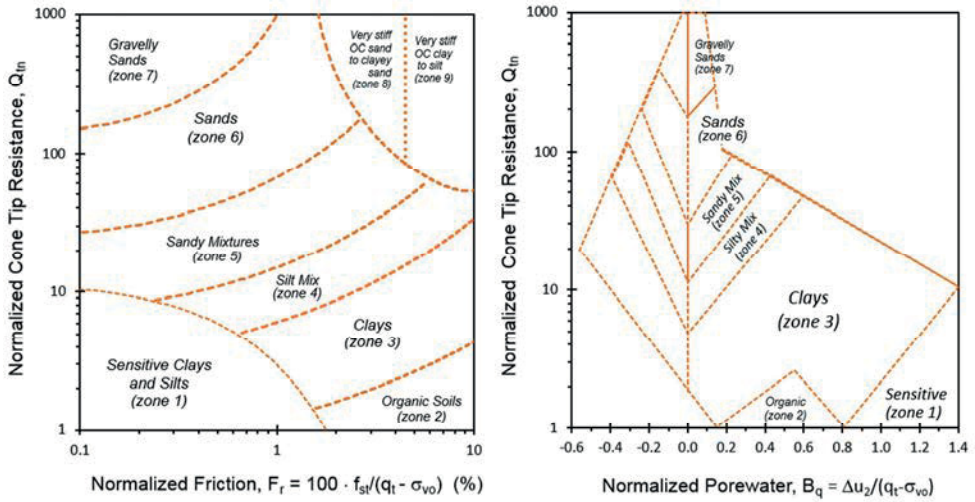 Normalized Cone Tip Resistance, Qtn
1000
100
10
1
0.1
1
10
Normalized Friction, Fr = 100 · fst/(qt - σvo) (%)
Gravelly
Sands
(zone 7)
Sands
(zone 6)
Very stiff
OC sand
to clayey
sand
(zone 8)
Very stiff
OC clay
to silt
(zone 9)
Sandy Mixtures
(zone 5)
Silt Mix
(zone 4)
Clays
(zone 3)
Sensitive Clays
and Silts
(zone 1)
Organic Soils
(zone 2)
Normalized Cone Tip Resistance, Qtn
1000
100
10
1
-0.6
-0.4
-0.2
0.0
0.2
0.4
0.6
0.8
1.0
1.2
1.4
Normalized Porewater, Bq = Δu2/(qt-σvo)
Gravelly
Sands
(zone 7)
Sands
(zone 6)
Sandy Mix
(zone 5)
Silty Mix
(zone 4)
Clays
(zone 3)
Organic
(zone 2)
Sensitive
(zone 1)